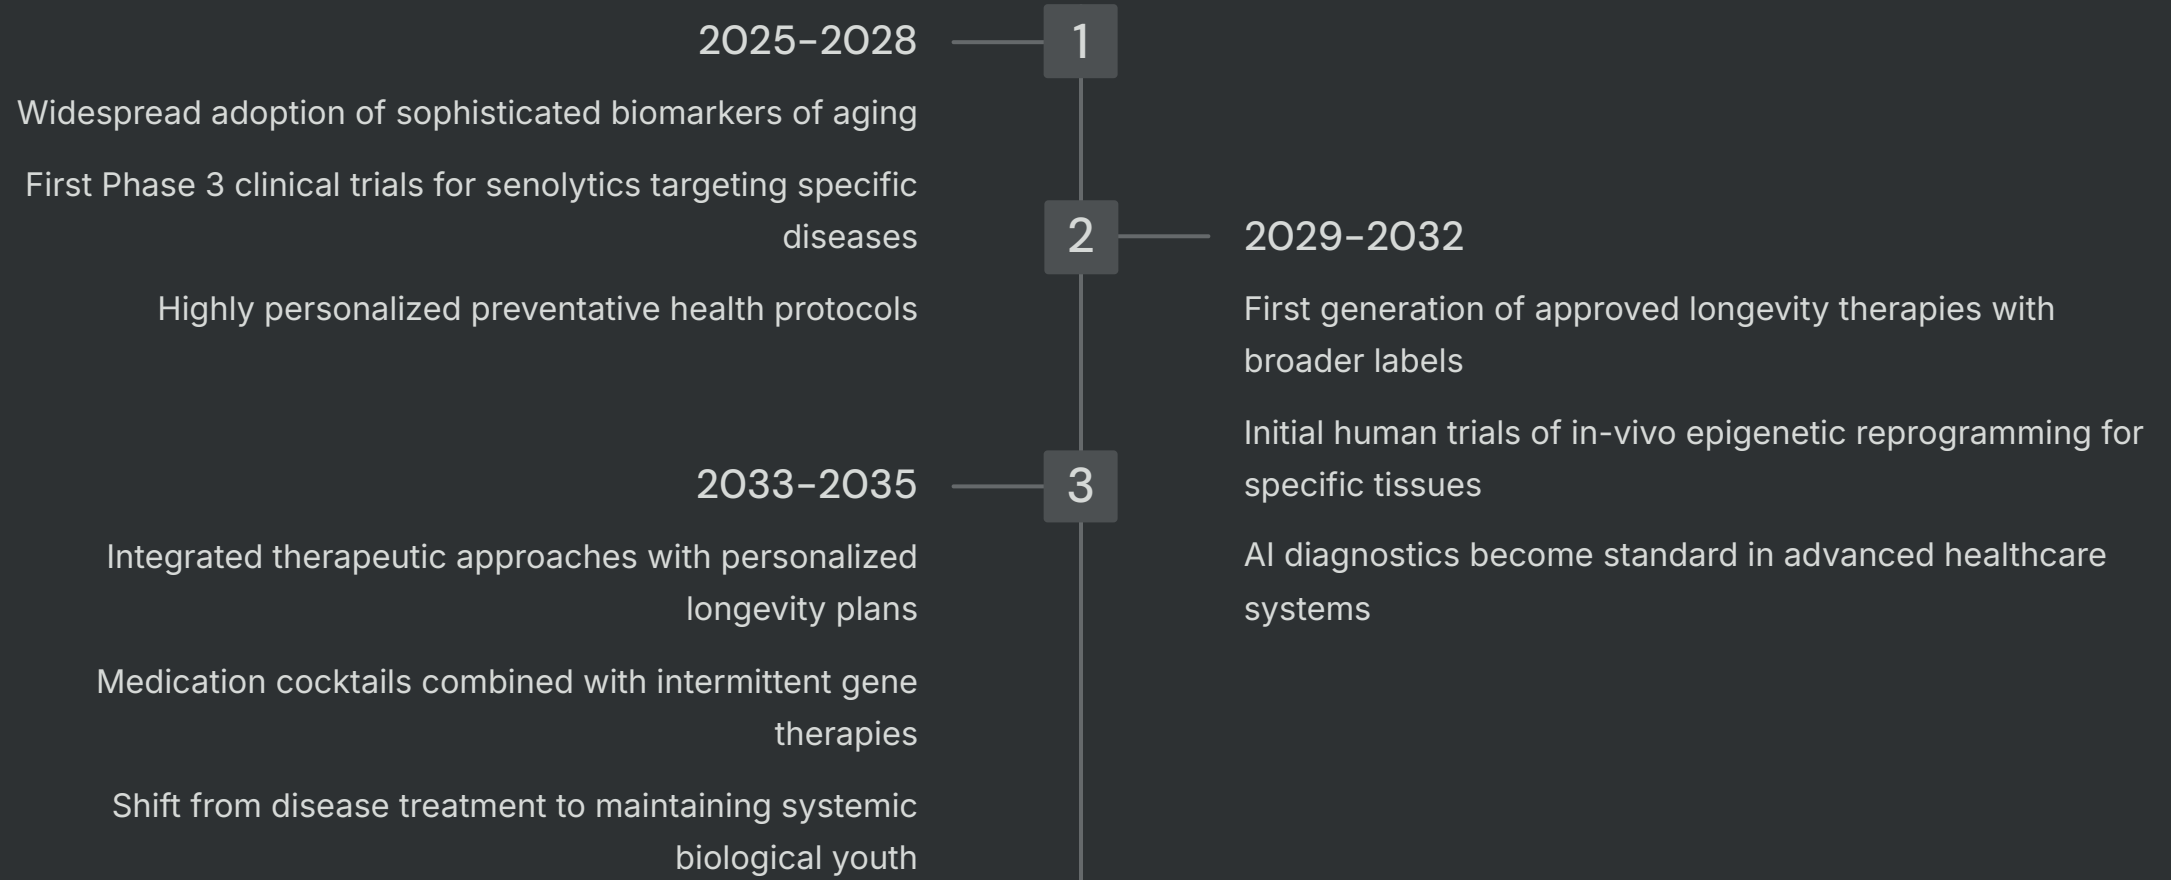 2025–2028
1
Widespread adoption of sophisticated biomarkers of aging
First Phase 3 clinical trials for senolytics targeting specific
diseases
Highly personalized preventative health protocols
2
2029–2032
First generation of approved longevity therapies with
broader labels
Initial human trials of in-vivo epigenetic reprogramming for
specific tissues
AI diagnostics become standard in advanced healthcare
systems
2033–2035
3
Integrated therapeutic approaches with personalized
longevity plans
Medication cocktails combined with intermittent gene
therapies
Shift from disease treatment to maintaining systemic
biological youth